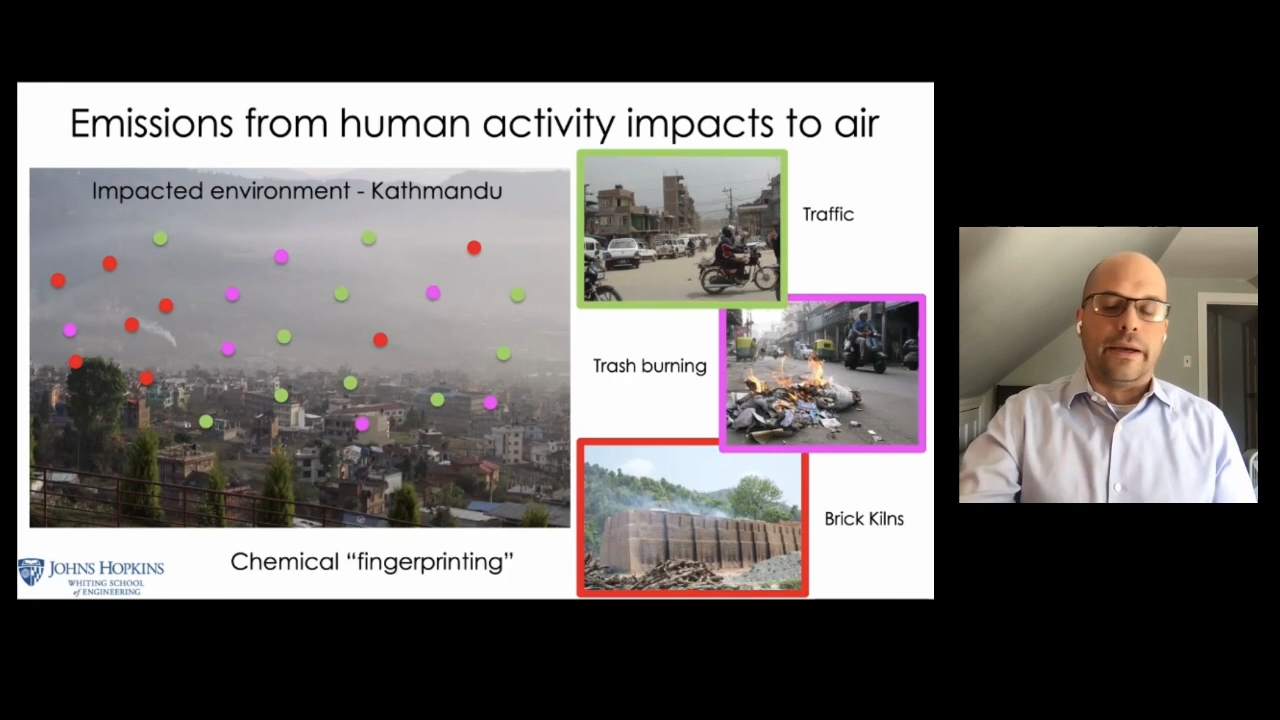 Emissions from human activity impacts to air
Impacted environment - Kathmandu
Traffic
Trash burning
Brick Kilns
Chemical “fingerprinting”
JOHNS HOPKINS
WHITING SCHOOL
of ENGINEERING